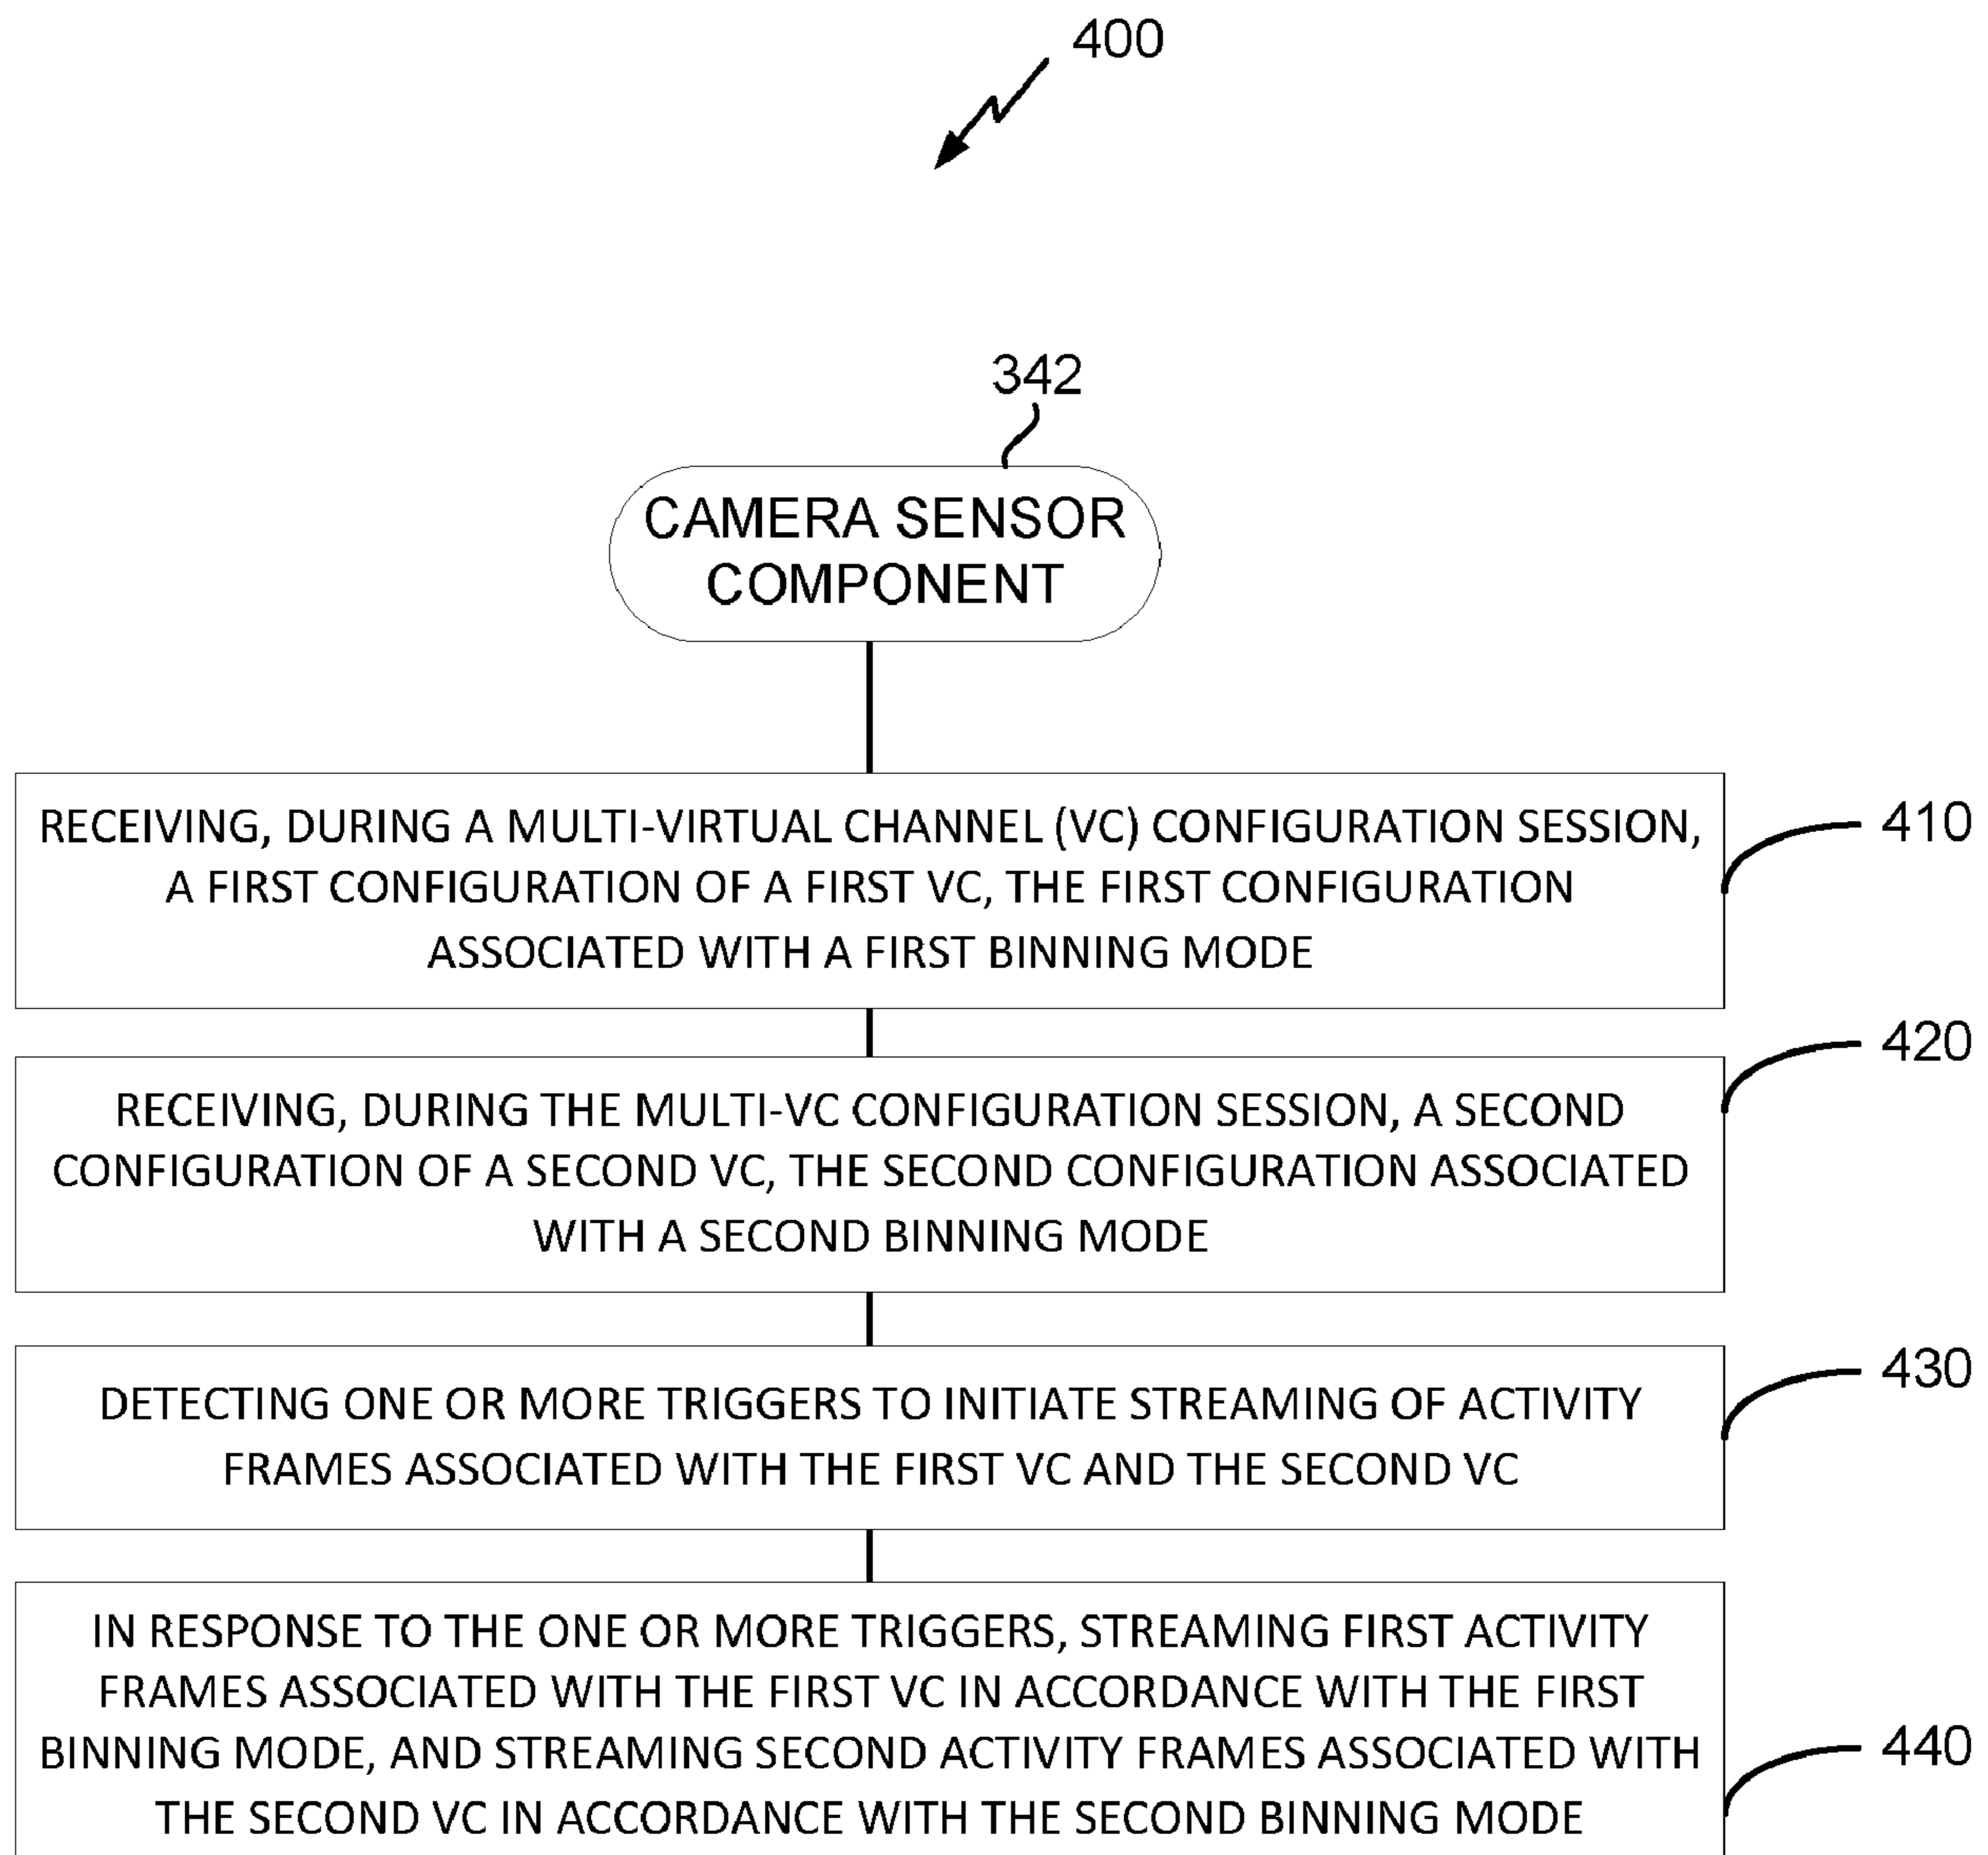 400
342
CAMERA SENSOR
COMPONENT
RECEIVING, DURING A MULTI-VIRTUAL CHANNEL (VC) CONFIGURATION SESSION,
A FIRST CONFIGURATION OF A FIRST VC, THE FIRST CONFIGURATION
ASSOCIATED WITH A FIRST BINNING MODE
410
RECEIVING, DURING THE MULTI-VC CONFIGURATION SESSION, A SECOND
CONFIGURATION OF A SECOND VC, THE SECOND CONFIGURATION ASSOCIATED
WITH A SECOND BINNING MODE
420
DETECTING ONE OR MORE TRIGGERS TO INITIATE STREAMING OF ACTIVITY
FRAMES ASSOCIATED WITH THE FIRST VC AND THE SECOND VC
430
IN RESPONSE TO THE ONE OR MORE TRIGGERS, STREAMING FIRST ACTIVITY
FRAMES ASSOCIATED WITH THE FIRST VC IN ACCORDANCE WITH THE FIRST
BINNING MODE, AND STREAMING SECOND ACTIVITY FRAMES ASSOCIATED WITH
THE SECOND VC IN ACCORDANCE WITH THE SECOND BINNING MODE
440